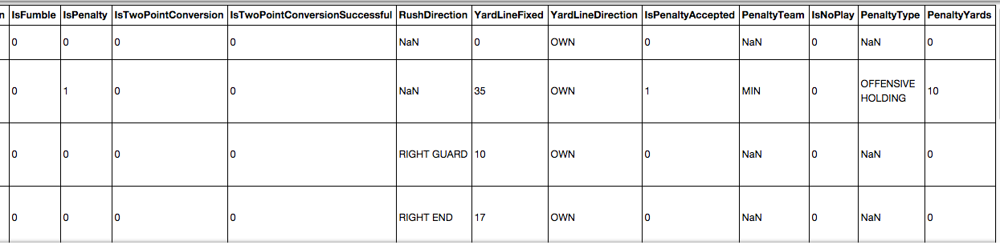 n IsFumble IsPenalty IsTwoPointConversion IsTwoPointConversionSuccessful RushDirection YardLineFixed YardLineDirection IsPenaltyAccepted PenaltyTeam IsNoPlay PenaltyType PenaltyYards
0 0 0 0 NaN 0 OWN 0 NaN 0 NaN 0
0 1 0 0 NaN 35 OWN 1 MIN 0 OFFENSIVE HOLDING 10
0 0 0 0 RIGHT GUARD 10 OWN 0 NaN 0 NaN 0
0 0 0 0 RIGHT END 17 OWN 0 NaN 0 NaN 0